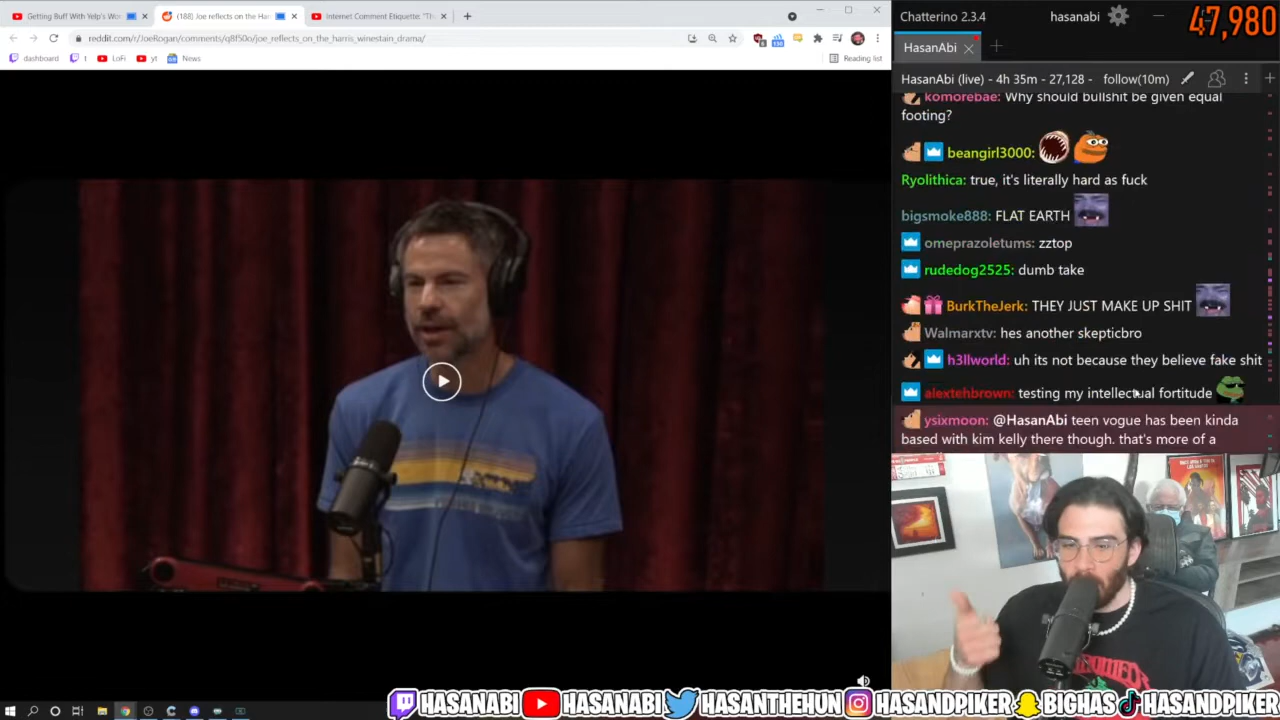 Getting Buff With Yelp's Wor
(188) Joe reflects on the Har
Internet Comment Etiquette: "Th
reddit.com/r/JoeRogan/comments/q8f50o/joe_reflects_on_the_harris_winestain_drama/
dashboard
LoFi
yt
News
Reading list
Chatterino 2.3.4
hasanabi
47,980
HasanAbi
HasanAbi (live) - 4h 35m - 27,128 - follow(10m)
komorebae: Why should bullshit be given equal
footing?
beangirl3000:
Ryolithica: true, it's literally hard as fuck
bigsmoke888: FLAT EARTH
omeprazoletums: zztop
rudedog2525: dumb take
BurkTheJerk: THEY JUST MAKE UP SHIT
Walmarxtv: hes another skepticbro
h3llworld: uh its not because they believe fake shit
alextehbrown: testing my intellectual fortitude
ysixmoon: @HasanAbi teen vogue has been kinda
based with kim kelly there though. that's more of a
HASANABI HASANABI HASANTHEHUN HASANDPIKER BIGHAS HASANDPIKER